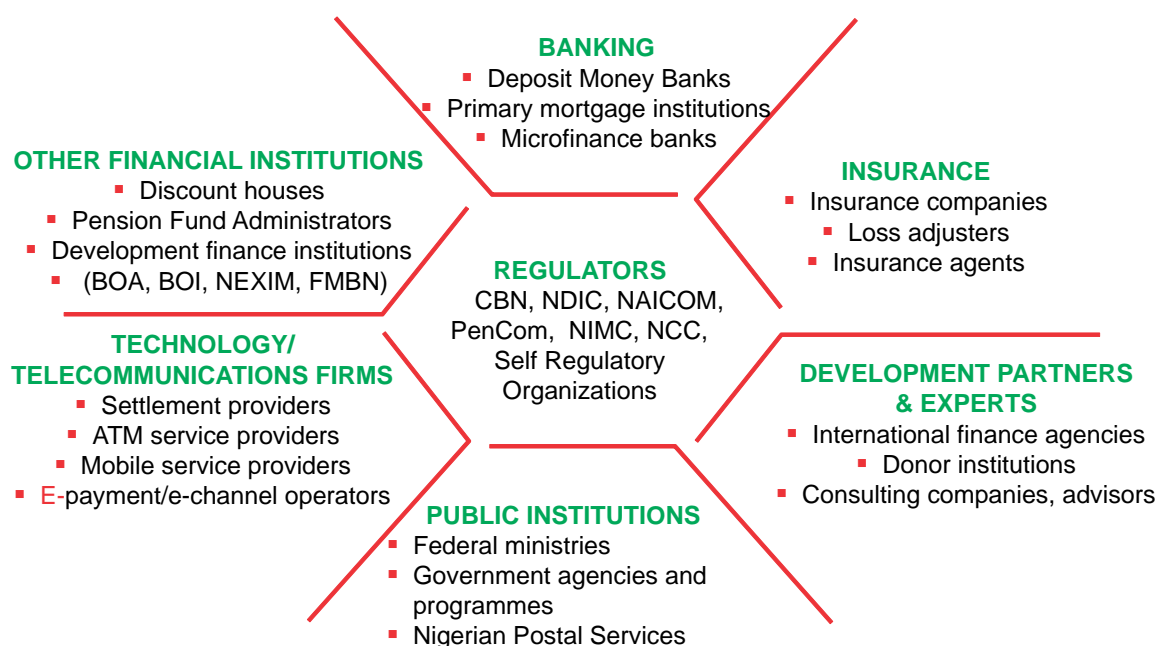 BANKING
▪ Deposit Money Banks
▪ Primary mortgage institutions
▪ Microfinance banks
OTHER FINANCIAL INSTITUTIONS
▪ Discount houses
▪ Pension Fund Administrators
▪ Development finance institutions
▪ (BOA, BOI, NEXIM, FMBN)
INSURANCE
▪ Insurance companies
▪ Loss adjusters
▪ Insurance agents
REGULATORS
CBN, NDIC, NAICOM,
PenCom, NIMC, NCC,
Self Regulatory
Organizations
TECHNOLOGY/
TELECOMMUNICATIONS FIRMS
▪ Settlement providers
▪ ATM service providers
▪ Mobile service providers
▪ E-payment/e-channel operators
DEVELOPMENT PARTNERS
& EXPERTS
▪ International finance agencies
▪ Donor institutions
▪ Consulting companies, advisors
PUBLIC INSTITUTIONS
▪ Federal ministries
▪ Government agencies and
programmes
▪ Nigerian Postal Services